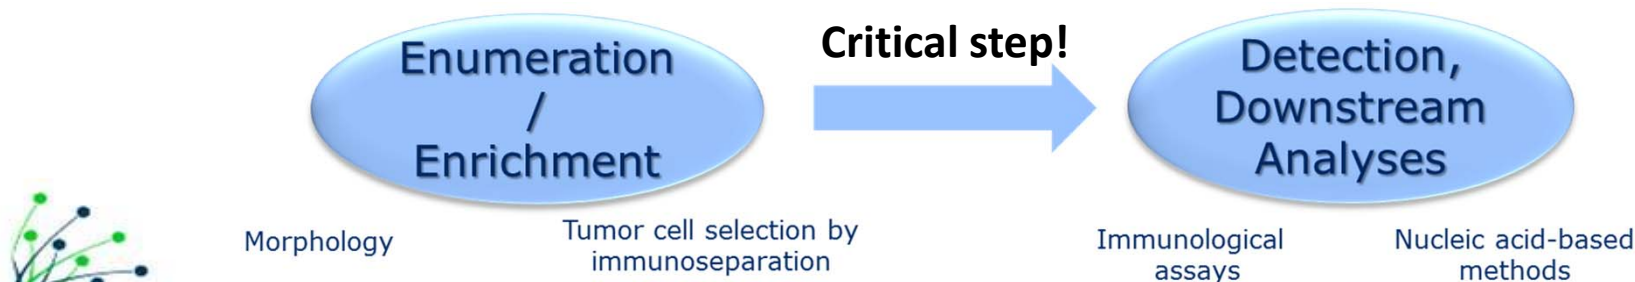 Enumeration
/
Enrichment
Critical step!
Detection,
Downstream
Analyses
Morphology
Tumor cell selection by
immunoseparation
Immunological
assays
Nucleic acid-based
methods